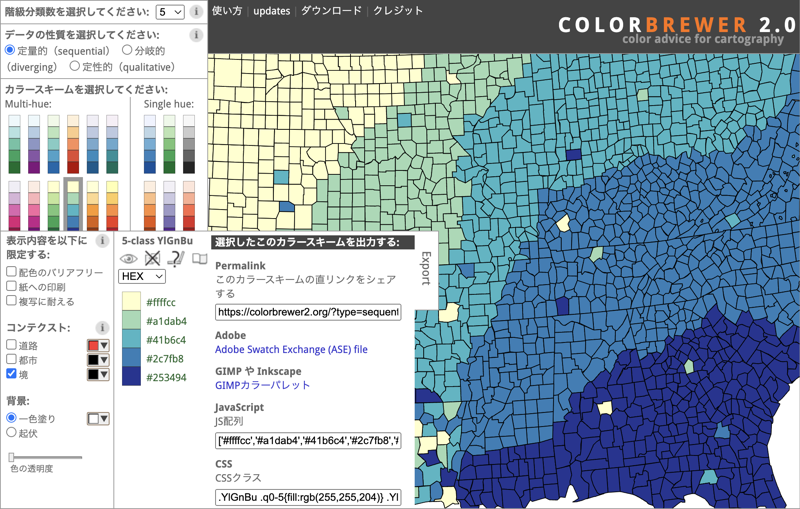 階級分類数を選択してください: 5
i
使い方 | updates | ダウンロード | クレジット
COLORBREWER 2.0
color advice for cartography
データの性質を選択してください: i
定量的（sequential） 分岐的
（diverging） 定性的（qualitative）
カラースキームを選択してください:
Multi-hue: Single hue:
表示内容を以下に
限定する:
i
配色のバリアフリー
紙への印刷
複写に耐える
コンテクスト: i
道路
都市
境
背景:
一色塗り
起伏
色の透明度
5-class YlGnBu
HEX
#ffffcc
#a1dab4
#41b6c4
#2c7fb8
#253494
選択したこのカラースキームを出力する:
Export
Permalink
このカラースキームの直リンクをシェア
する
https://colorbrewer2.org/?type=sequent
Adobe
Adobe Swatch Exchange (ASE) file
GIMP や Inkscape
GIMPカラーパレット
JavaScript
JS配列
['#ffffcc','#a1dab4','#41b6c4','#2c7fb8','#
CSS
CSSクラス
.YlGnBu .q0-5{fill:rgb(255,255,204)} .Yl